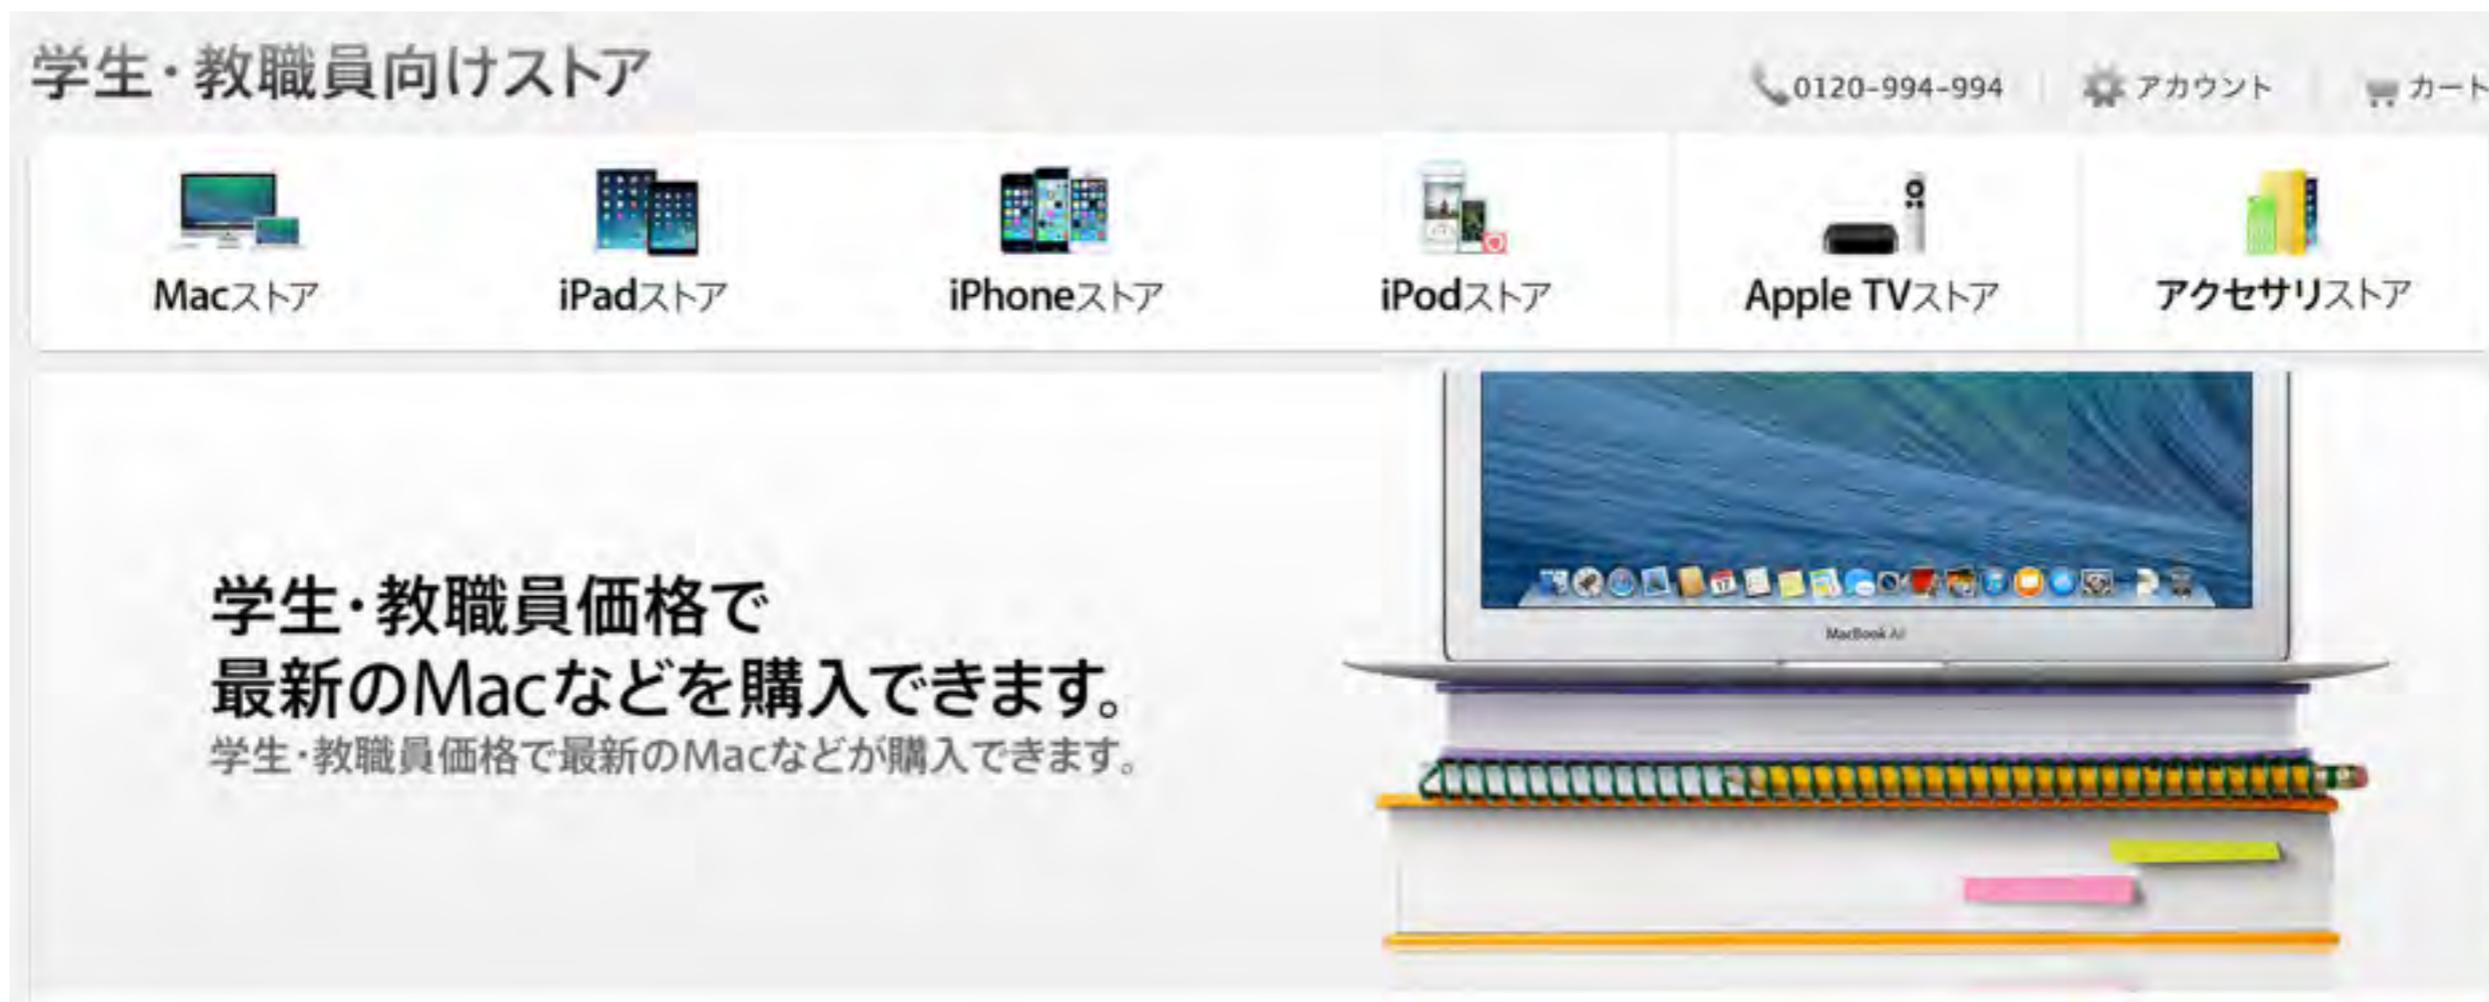 学生・教職員向けストア
0120-994-994
アカウント
カート
Macストア
iPadストア
iPhoneストア
iPodストア
Apple TVストア
アクセサリストア
学生・教職員価格で
最新のMacなどを購入できます。
学生・教職員価格で最新のMacなどが購入できます。
MacBook Air